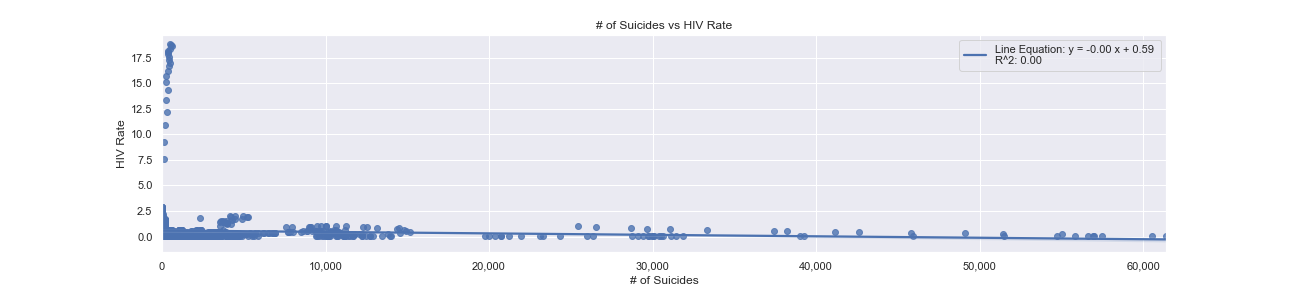 # of Suicides vs HIV Rate
Line Equation: y = -0.00 x + 0.59
R^2: 0.00
HIV Rate
17.5
15.0
12.5
10.0
7.5
5.0
2.5
0.0
0 10,000 20,000 30,000 40,000 50,000 60,000
# of Suicides